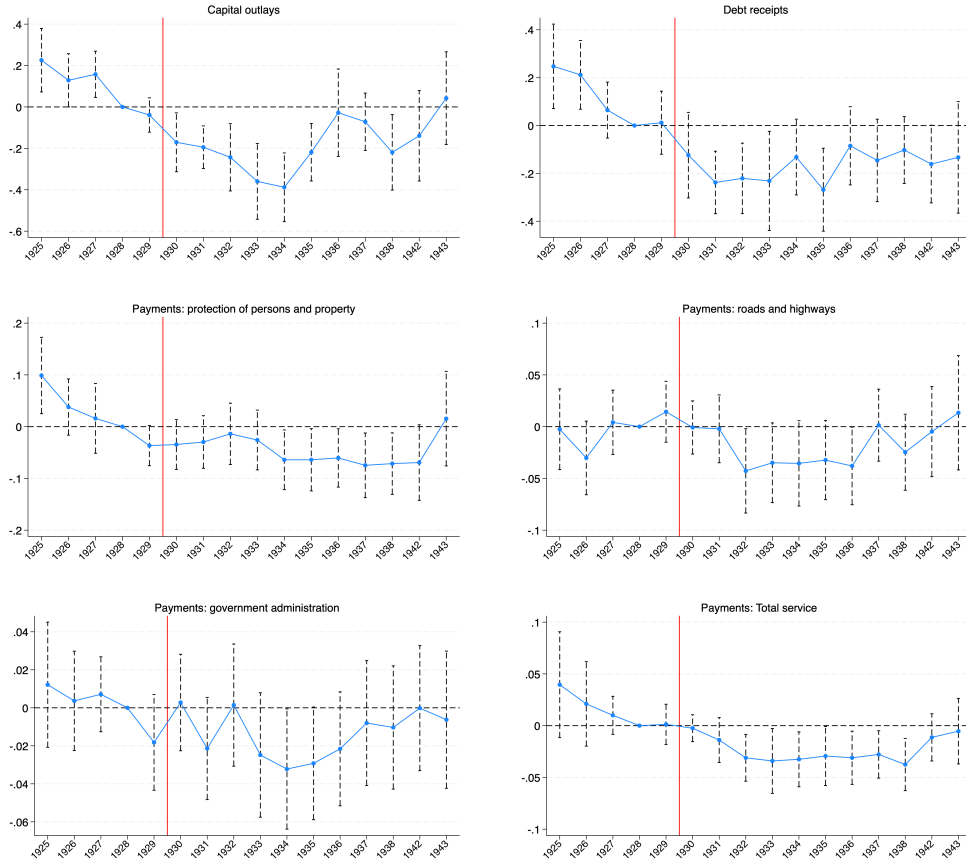 Capital outlays
.4
.2
0
-.2
-.4
-.6
1925 1926 1927 1928 1929 1930 1931 1932 1933 1934 1935 1936 1937 1938 1942 1943
Debt receipts
.4
.2
0
-.2
-.4
1925 1926 1927 1928 1929 1930 1931 1932 1933 1934 1935 1936 1937 1938 1942 1943
Payments: protection of persons and property
.2
.1
0
-.1
-.2
1925 1926 1927 1928 1929 1930 1931 1932 1933 1934 1935 1936 1937 1938 1942 1943
Payments: roads and highways
.1
.05
0
-.05
-.1
1925 1926 1927 1928 1929 1930 1931 1932 1933 1934 1935 1936 1937 1938 1942 1943
Payments: government administration
.04
.02
0
-.02
-.04
-.06
1925 1926 1927 1928 1929 1930 1931 1932 1933 1934 1935 1936 1937 1938 1942 1943
Payments: Total service
.1
.05
0
-.05
-.1
1925 1926 1927 1928 1929 1930 1931 1932 1933 1934 1935 1936 1937 1938 1942 1943